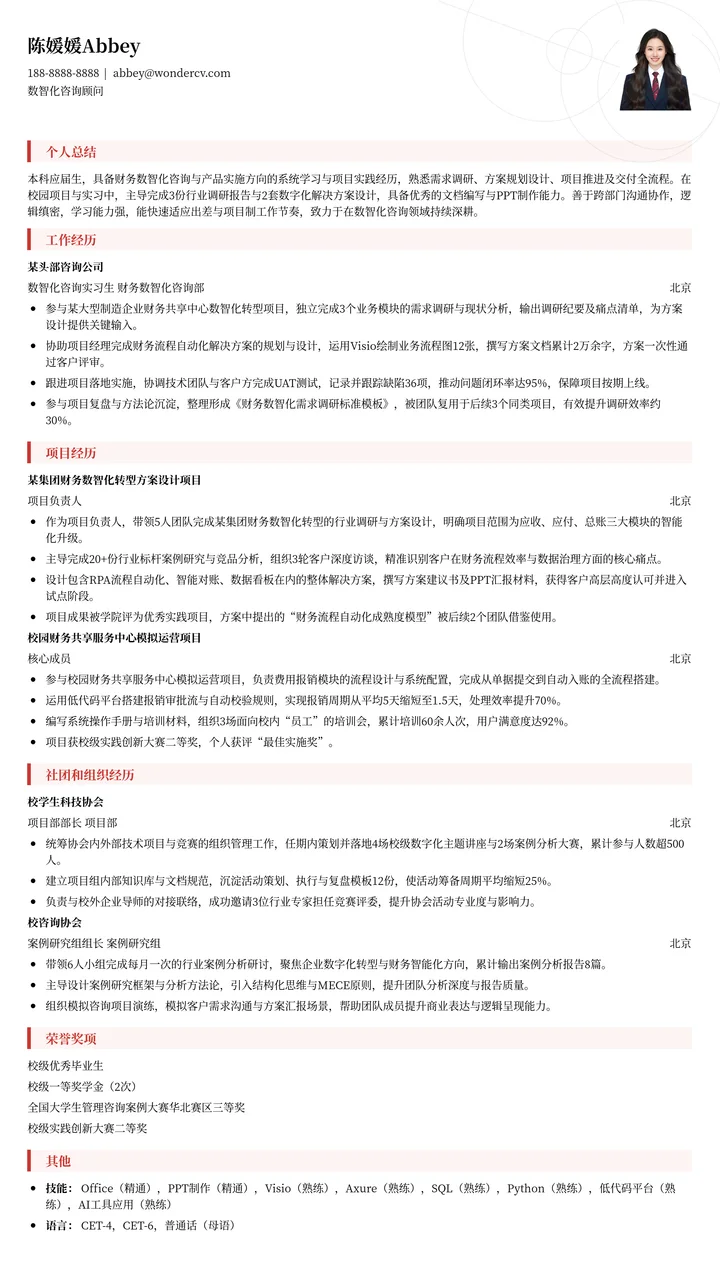 陈媛媛Abbey
188-8888-8888 | abbey@wondercv.com
数智化咨询顾问
个人总结
本科应届生，具备财务数智化咨询与产品实施方向的系统学习与项目实践经历，熟悉需求调研、方案规划设计、项目推进及交付全流程。在
校园项目与实习中，主导完成3份行业调研报告与2套数字化解决方案设计，具备优秀的文档编写与PPT制作能力。善于跨部门沟通协作，逻
辑缜密，学习能力强，能快速适应出差与项目制工作节奏，致力于在数智化咨询领域持续深耕。
工作经历
某头部咨询公司
数智化咨询实习生 财务数智化咨询部 北京
• 参与某大型制造企业财务共享中心数智化转型项目，独立完成3个业务模块的需求调研与现状分析，输出调研纪要及痛点清单，为方案
设计提供关键输入。
• 协助项目经理完成财务流程自动化解决方案的规划与设计，运用Visio绘制业务流程图12张，撰写方案文档累计2万余字，方案一次性通
过客户评审。
• 跟进项目落地实施，协调技术团队与客户方完成UAT测试，记录并跟踪缺陷36项，推动问题闭环率达95%，保障项目按期上线。
• 参与项目复盘与方法论沉淀，整理形成《财务数智化需求调研标准模板》，被团队复用于后续3个同类项目，有效提升调研效率约
30%。
项目经历
某集团财务数智化转型方案设计项目
项目负责人 北京
• 作为项目负责人，带领5人团队完成某集团财务数智化转型的行业调研与方案设计，明确项目范围为应收、应付、总账三大模块的智能
化升级。
• 主导完成20+份行业标杆案例研究与竞品分析，组织3轮客户深度访谈，精准识别客户在财务流程效率与数据治理方面的核心痛点。
• 设计包含RPA流程自动化、智能对账、数据看板在内的整体解决方案，撰写方案建议书及PPT汇报材料，获得客户高层高度认可并进入
试点阶段。
• 项目成果被学院评为优秀实践项目，方案中提出的“财务流程自动化成熟度模型”被后续2个团队借鉴使用。
校园财务共享服务中心模拟运营项目
核心成员 北京
• 参与校园财务共享服务中心模拟运营项目，负责费用报销模块的流程设计与系统配置，完成从单据提交到自动入账的全流程搭建。
• 运用低代码平台搭建报销审批流与自动校验规则，实现报销周期从平均5天缩短至1.5天，处理效率提升70%。
• 编写系统操作手册与培训材料，组织3场面向校内“员工”的培训会，累计培训60余人次，用户满意度达92%。
• 项目获校级实践创新大赛二等奖，个人获评“最佳实施奖”。
社团和组织经历
校学生科技协会
项目部部长 项目部 北京
• 统筹协会内外部技术项目与竞赛的组织管理工作，任期内策划并落地4场校级数字化主题讲座与2场案例分析大赛，累计参与人数超500
人。
• 建立项目组内部知识库与文档规范，沉淀活动策划、执行与复盘模板12份，使活动筹备周期平均缩短25%。
• 负责与校外企业导师的对接联络，成功邀请3位行业专家担任竞赛评委，提升协会活动专业度与影响力。
校咨询协会
案例研究组组长 案例研究组 北京
• 带领6人小组完成每月一次的行业案例分析研讨，聚焦企业数字化转型与财务智能化方向，累计输出案例分析报告8篇。
• 主导设计案例研究框架与分析方法论，引入结构化思维与MECE原则，提升团队分析深度与报告质量。
• 组织模拟咨询项目演练，模拟客户需求沟通与方案汇报场景，帮助团队成员提升商业表达与逻辑呈现能力。
荣誉奖项
校级优秀毕业生
校级一等奖学金（2次）
全国大学生管理咨询案例大赛华北赛区三等奖
校级实践创新大赛二等奖
其他
• 技能： Office（精通）, PPT制作（精通）, Visio（熟练）, Axure（熟练）, SQL（熟练）, Python（熟练）, 低代码平台（熟
练）, AI工具应用（熟练）
• 语言： CET-4，CET-6，普通话（母语）